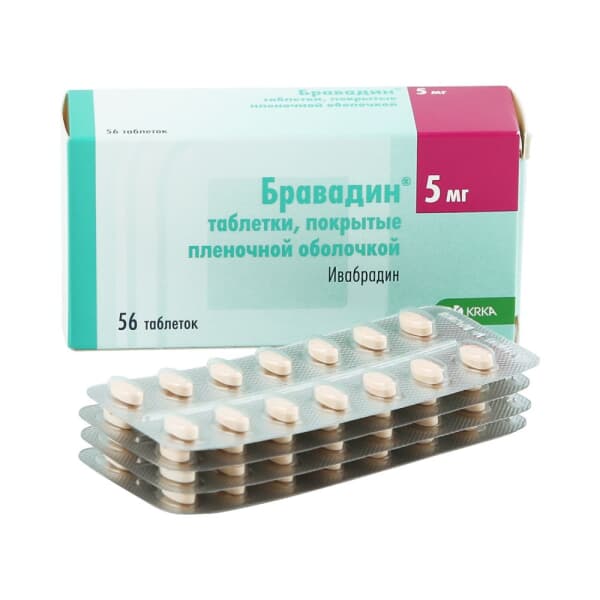 Бравадин 5 мг
таблетки, покрытые
пленочной оболочкой
56 таблеток
Бравадин® 5 мг
таблетки, покрытые
пленочной оболочкой
Ивабрадин
56 таблеток
KRKA